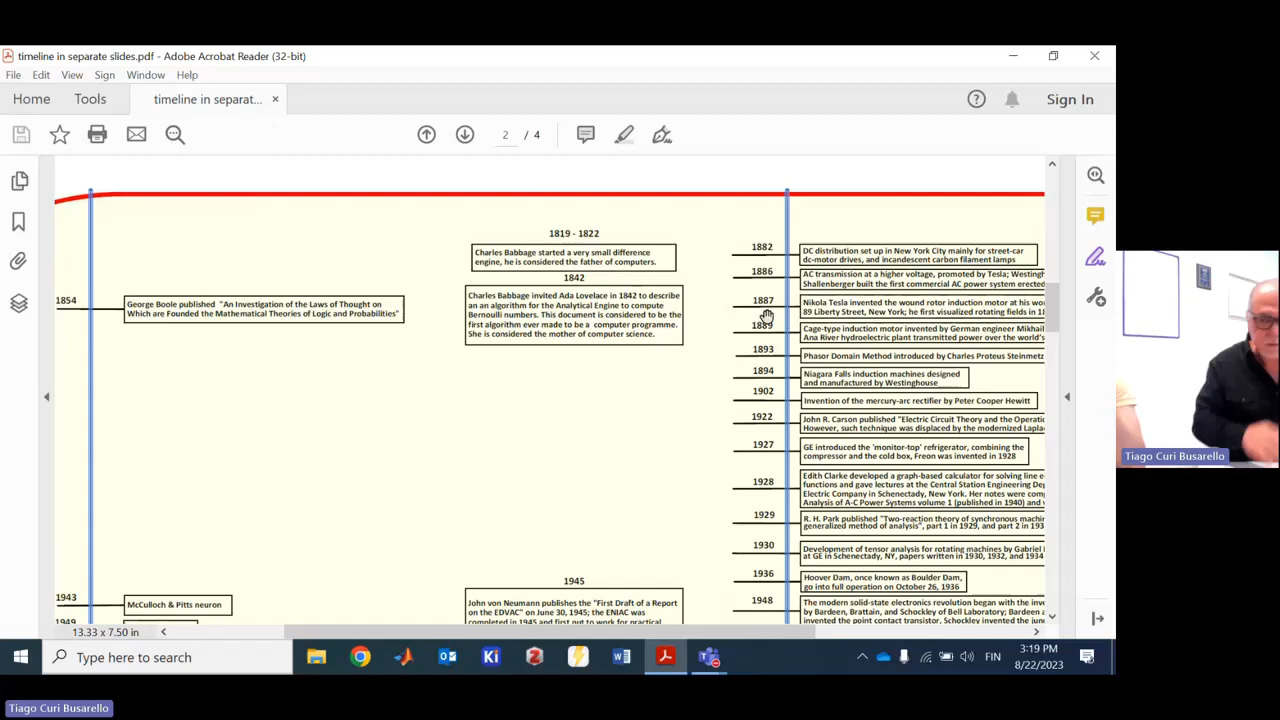 timeline in separate slides.pdf - Adobe Acrobat Reader (32-bit)
File Edit View Sign Window Help
Home Tools timeline in separat... × Sign In
2 / 4
1819 - 1822
Charles Babbage started a very small difference
engine, he is considered the father of computers.
1842
Charles Babbage invited Ada Lovelace in 1842 to describe
an an algorithm for the Analytical Engine to compute
Bernoulli numbers. This document is considered to be the
first algorithm ever made to be a computer programme.
She is considered the mother of computer science.
1854
George Boole published "An Investigation of the Laws of Thought on
Which are Founded the Mathematical Theories of Logic and Probabilities"
1943
McCulloch & Pitts neuron
1949
1945
John von Neumann publishes the "First Draft of a Report
on the EDVAC" on June 30, 1945; the ENIAC was
completed in 1945 and first put to work for practical
1882
DC distribution set up in New York City mainly for street-car
dc-motor drives, and incandescent carbon filament lamps
1886
AC transmission at a higher voltage, promoted by Tesla; Westingh
Shallenberger built the first commercial AC power system erected
1887
Nikola Tesla invented the wound rotor induction motor at his wo
89 Liberty Street, New York; he first visualized rotating fields in 18
1889
Cage-type induction motor invented by German engineer Mikhail
Ana River hydroelectric plant transmitted power over the world's
1893
Phasor Domain Method introduced by Charles Proteus Steinmetz
1894
Niagara Falls induction machines designed
and manufactured by Westinghouse
1902
Invention of the mercury-arc rectifier by Peter Cooper Hewitt
1922
John R. Carson published "Electric Circuit Theory and the Operatio
However, such technique was displaced by the modernized Lapla
1927
GE introduced the 'monitor-top' refrigerator, combining the
compressor and the cold box, Freon was invented in 1928
1928
Edith Clarke developed a graph-based calculator for solving line e
functions and gave lectures at the Central Station Engineering Dep
Electric Company in Schenectady, New York. Her notes were comp
Analysis of A-C Power Systems volume 1 (published in 1940) and v
1929
R. H. Park published "Two-reaction theory of synchronous machin
generalized method of analysis", part 1 in 1929, and part 2 in 193
1930
Development of tensor analysis for rotating machines by Gabriel
at GE in Schenectady, NY, papers written in 1930, 1932, and 1934
1936
Hoover Dam, once known as Boulder Dam,
go into full operation on October 26, 1936
1948
The modern solid-state electronics revolution began with the inve
by Bardeen, Brattain, and Schockley of Bell Laboratory; Bardeen a
invented the point contact transistor, Schockley invented the junc
13.33 x 7.50 in
Type here to search
Ki
FIN
3:19 PM
8/22/2023
Tiago Curi Busarello
Tiago Curi Busarello